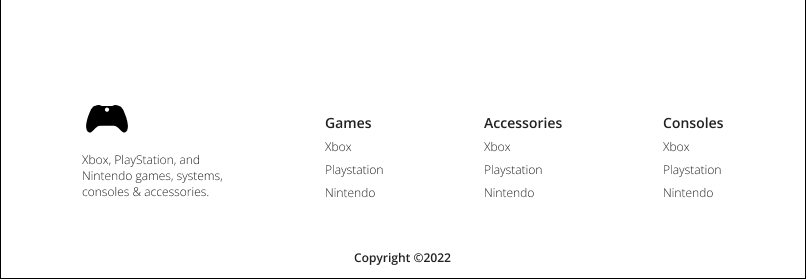 Xbox, PlayStation, and
Nintendo games, systems,
consoles & accessories.
Games
Xbox
Playstation
Nintendo
Accessories
Xbox
Playstation
Nintendo
Consoles
Xbox
Playstation
Nintendo
Copyright ©2022